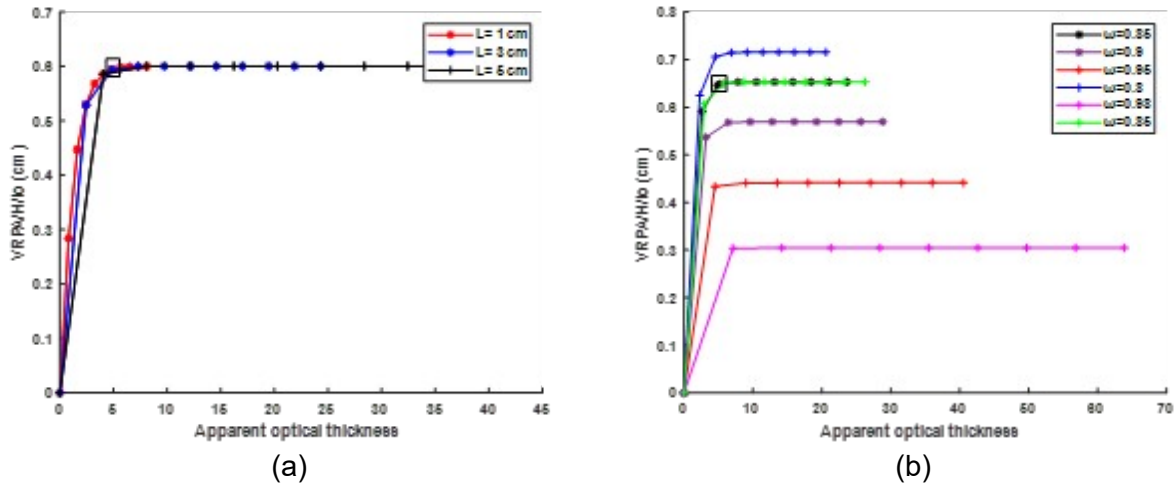 0.7
0.6
0.5
0.4
0.3
0.2
0.1
0
VRPA/H/Io (cm)
0 5 10 15 20 25 30 35 40 45
Apparent optical thickness
L= 1 cm
L= 3 cm
L= 5 cm
(a)
0.8
0.7
0.6
0.5
0.4
0.3
0.2
0.1
0
VRPA/H/Io (cm)
0 10 20 30 40 50 60 70
Apparent optical thickness
ω=0.85
ω=0.9
ω=0.95
ω=0.8
ω=0.98
ω=0.85
(b)